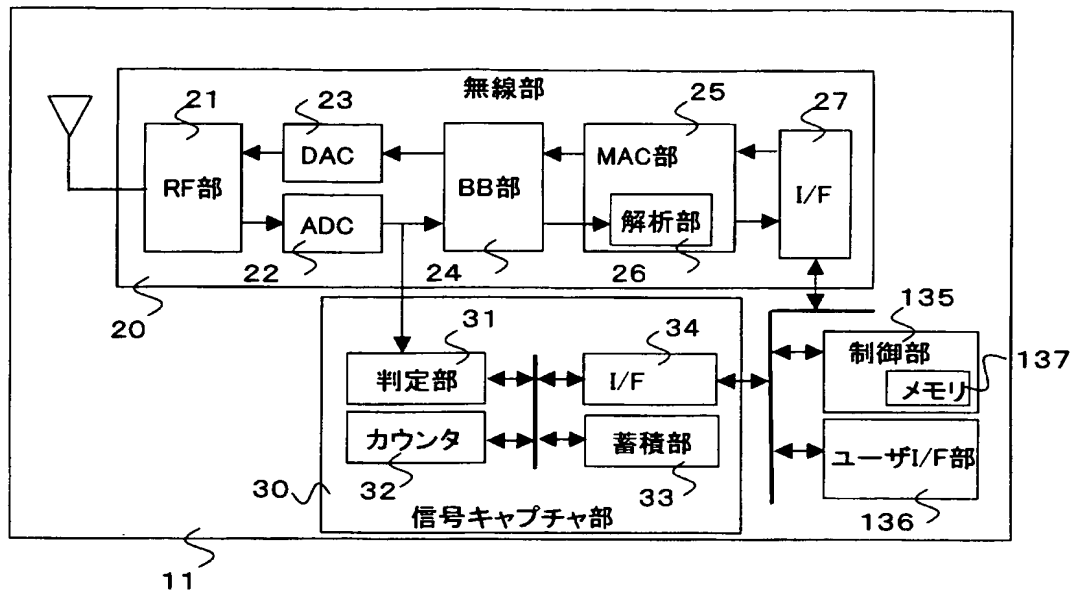 無線部
21
23
25
27
RF部
DAC
ADC
BB部
MAC部
解析部
I/F
22
24
26
20
31
34
135
判定部
I/F
制御部
メモリ
137
カウンタ
蓄積部
ユーザI/F部
30
32
33
信号キャプチャ部
136
11